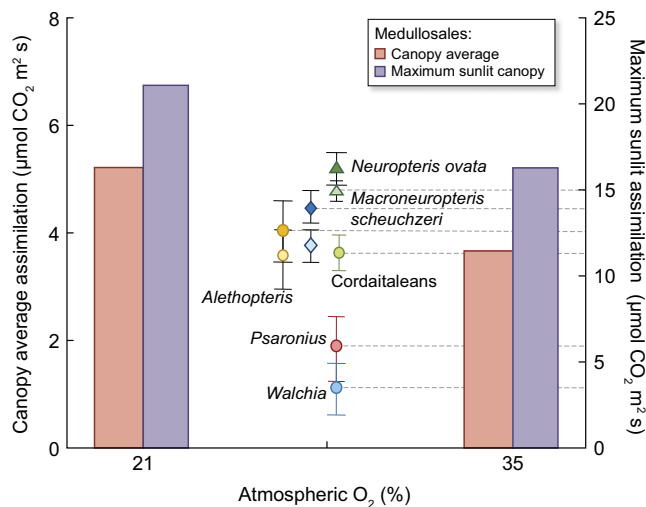 Canopy average assimilation (μmol CO₂ m² s)
8
6
4
2
0
25
20
15
10
5
0
Maximum sunlit assimilation (μmol CO₂ m² s)
Medullosales:
Canopy average
Maximum sunlit canopy
Neuropteris ovata
Macroneuropteris
scheuchzeri
Cordaitaleans
Alethopteris
Psaronius
Walchia
21
35
Atmospheric O₂ (%)